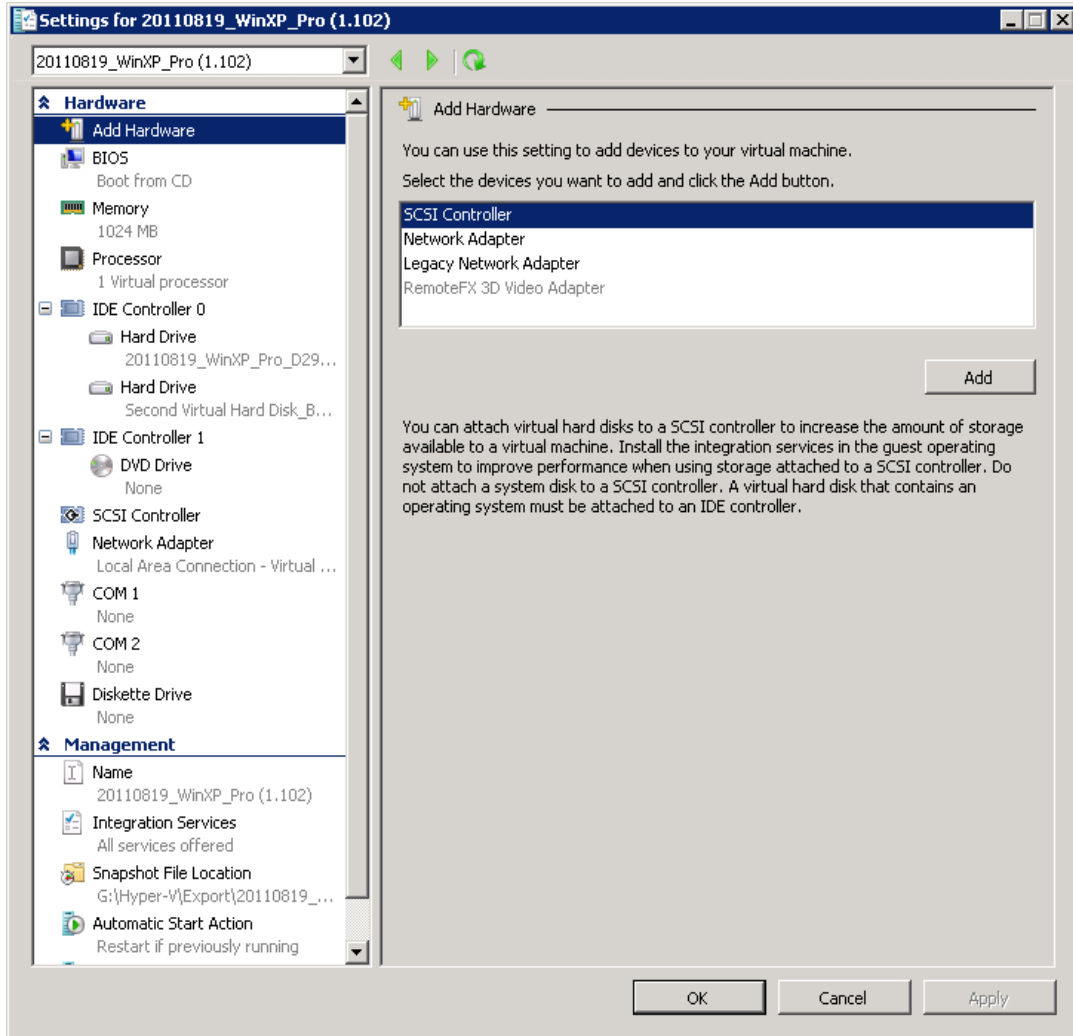 Settings for 20110819_WinXP_Pro (1.102)
20110819_WinXP_Pro (1.102)
Hardware
Add Hardware
BIOS
Boot from CD
Memory
1024 MB
Processor
1 Virtual processor
IDE Controller 0
Hard Drive
20110819_WinXP_Pro_D29...
Hard Drive
Second Virtual Hard Disk_B...
IDE Controller 1
DVD Drive
None
SCSI Controller
Network Adapter
Local Area Connection - Virtual ...
COM 1
None
COM 2
None
Diskette Drive
None
Management
Name
20110819_WinXP_Pro (1.102)
Integration Services
All services offered
Snapshot File Location
G:\Hyper-V\Export\20110819_...
Automatic Start Action
Restart if previously running
Add Hardware
You can use this setting to add devices to your virtual machine.
Select the devices you want to add and click the Add button.
SCSI Controller
Network Adapter
Legacy Network Adapter
RemoteFX 3D Video Adapter
Add
You can attach virtual hard disks to a SCSI controller to increase the amount of storage
available to a virtual machine. Install the integration services in the guest operating
system to improve performance when using storage attached to a SCSI controller. Do
not attach a system disk to a SCSI controller. A virtual hard disk that contains an
operating system must be attached to an IDE controller.
OK
Cancel
Apply